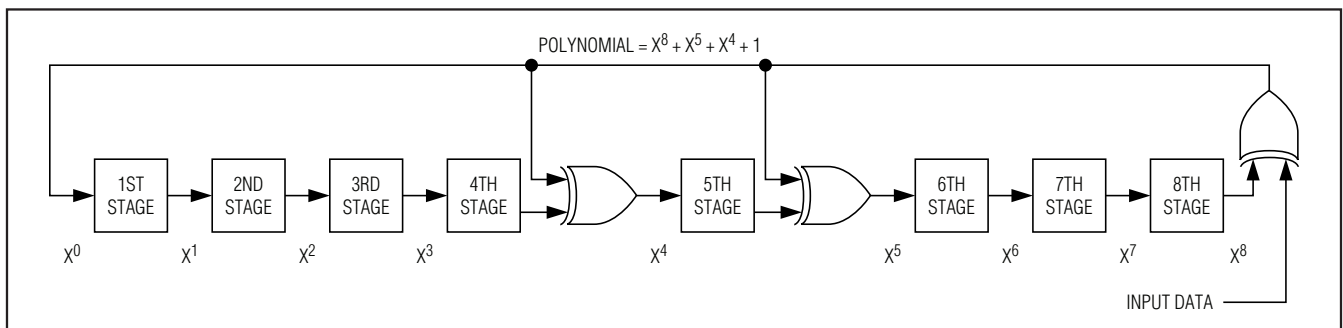 POLYNOMIAL = X⁸ + X⁵ + X⁴ + 1
1ST
STAGE
2ND
STAGE
3RD
STAGE
4TH
STAGE
5TH
STAGE
6TH
STAGE
7TH
STAGE
8TH
STAGE
X⁰
X¹
X²
X³
X⁴
X⁵
X⁶
X⁷
X⁸
INPUT DATA